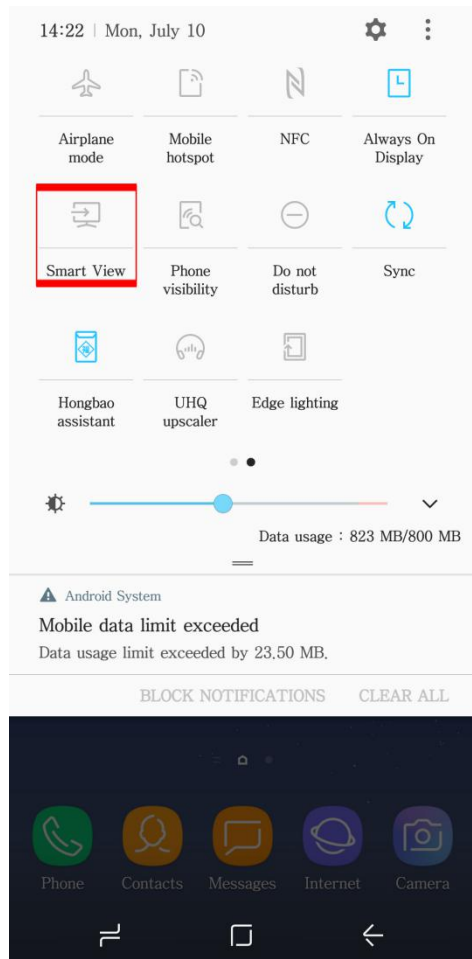 14:22 | Mon, July 10
Airplane mode
Mobile hotspot
NFC
Always On Display
Smart View
Phone visibility
Do not disturb
Sync
Hongbao assistant
UHQ upscaler
Edge lighting
Data usage : 823 MB/800 MB
Android System
Mobile data limit exceeded
Data usage limit exceeded by 23.50 MB.
BLOCK NOTIFICATIONS CLEAR ALL
Phone Contacts Messages Internet Camera